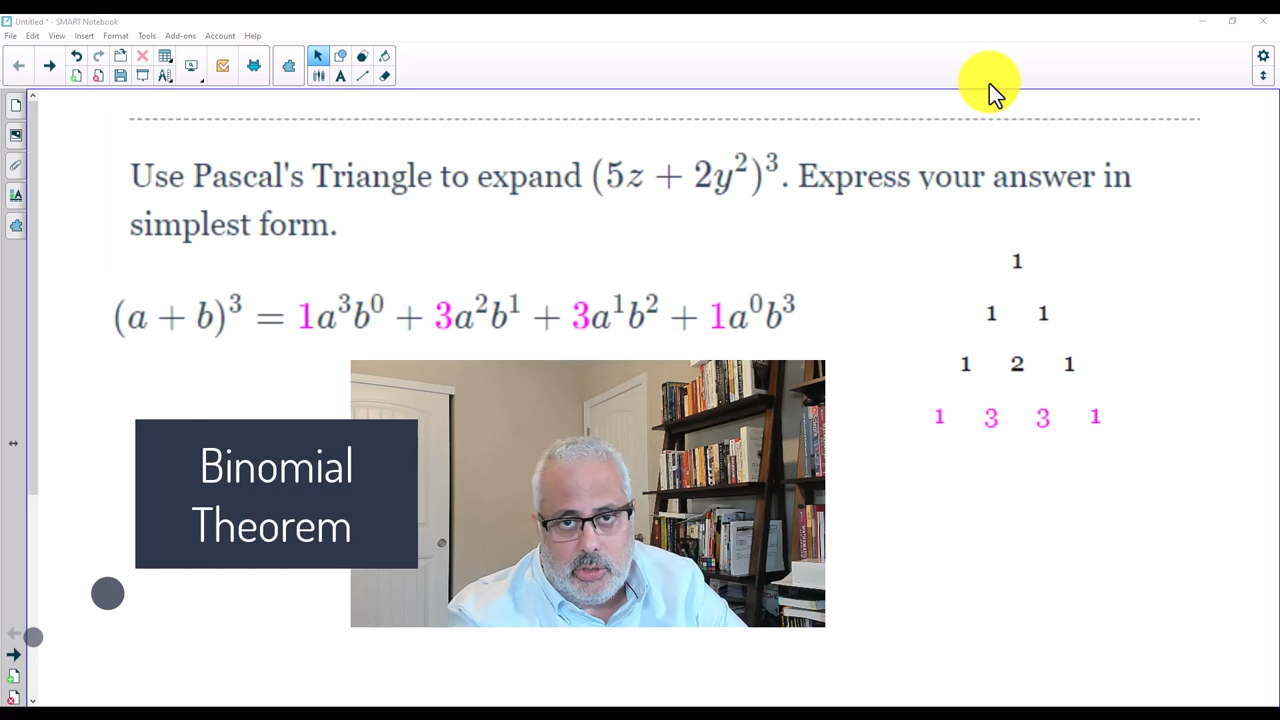 Untitled * - SMART Notebook
File Edit View Insert Format Tools Add-ons Account Help
Use Pascal's Triangle to expand (5z + 2y²)³. Express your answer in
simplest form.
(a + b)³ = 1a³b⁰ + 3a²b¹ + 3a¹b² + 1a⁰b³
1
1 1
1 2 1
1 3 3 1
Binomial
Theorem